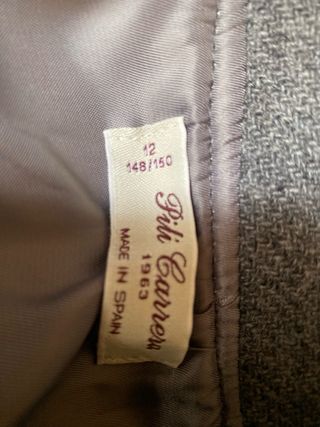 12
148/150
Pili Carrera
1963
MADE IN SPAIN